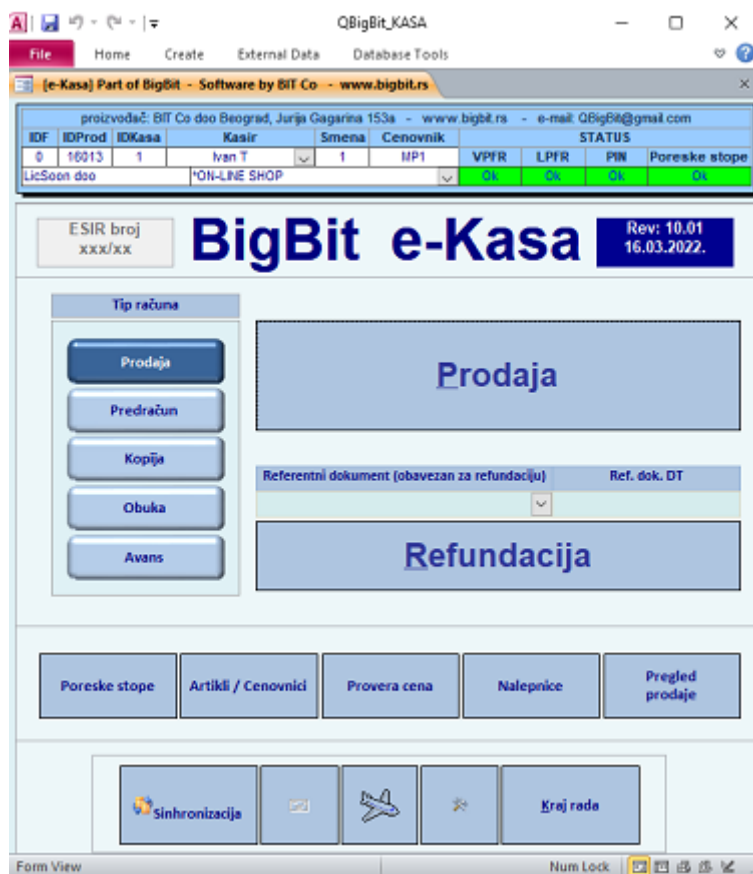 QBigBit_KASA
File Home Create External Data Database Tools
[e-Kasa] Part of BigBit - Software by BIT Co - www.bigbit.rs
proizvođač: BIT Co doo Beograd, Jurija Gagarina 153a - www.bigbit.rs - e-mail: QBigBit@gmail.com
IDF IDProd IDKasa Kasir Smena Cenovnik STATUS
0 16013 1 Ivan T 1 MP1 VPFR LPFR PIN Poreske stope
LicSoon doo *ON-LINE SHOP Ok Ok Ok Ok
ESIR broj
xxx/xx
BigBit e-Kasa
Rev: 10.01
16.03.2022.
Tip računa
Prodaja
Predračun
Kopija
Obuka
Avans
Prodaja
Referentni dokument (obavezan za refundaciju) Ref. dok. DT
Refundacija
Poreske stope
Artikli / Cenovnici
Provera cena
Nalepnice
Pregled
prodaje
Sinhronizacija
Kraj rada
Form View Num Lock